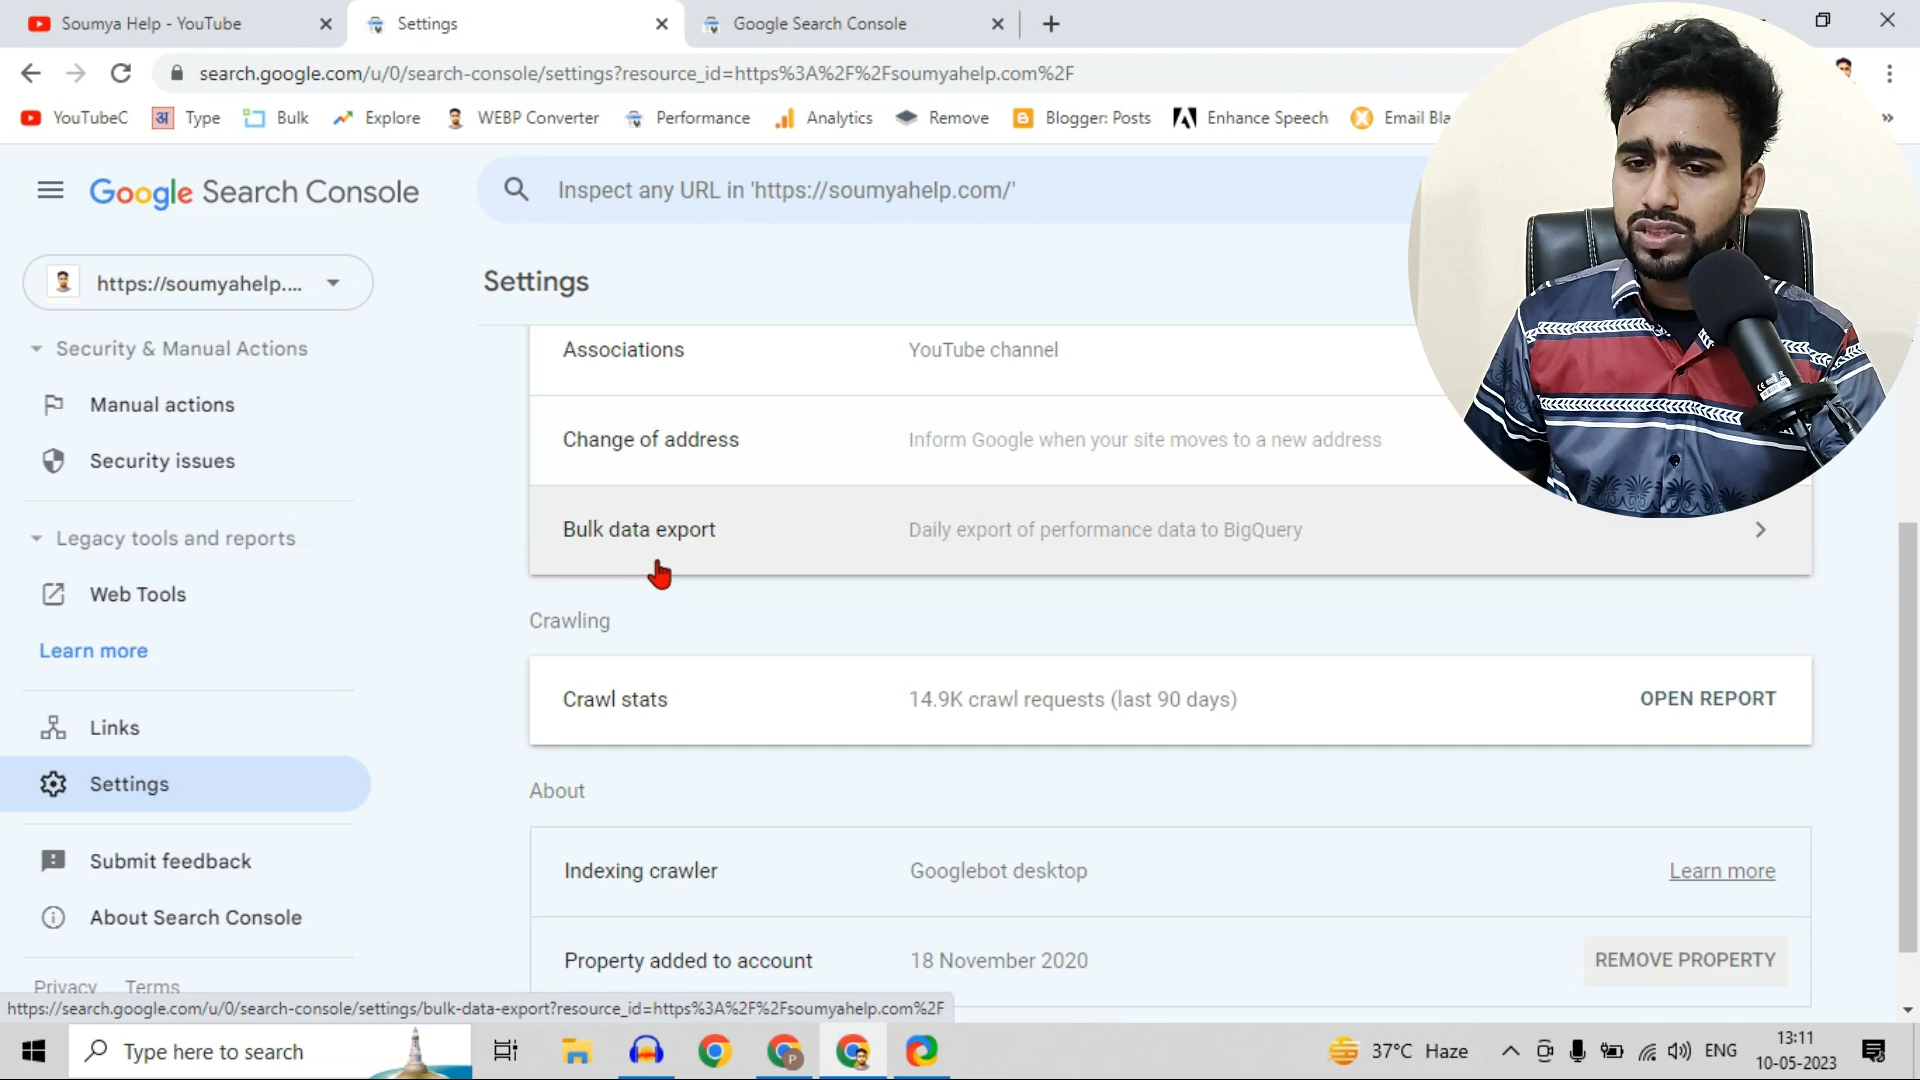 Soumya Help - YouTube
Settings
Google Search Console
search.google.com/u/0/search-console/settings?resource_id=https%3A%2F%2Fsoumyahelp.com%2F
YouTubeC
अ Type
Bulk
Explore
WEBP Converter
Performance
Analytics
Remove
Blogger: Posts
Enhance Speech
Email Bla
»
Google Search Console
Inspect any URL in 'https://soumyahelp.com/'
https://soumyahelp....
Settings
Security & Manual Actions
Manual actions
Security issues
Legacy tools and reports
Web Tools
Learn more
Links
Settings
Submit feedback
About Search Console
Privacy Terms
Associations YouTube channel
Change of address Inform Google when your site moves to a new address
Bulk data export Daily export of performance data to BigQuery
Crawling
Crawl stats 14.9K crawl requests (last 90 days) OPEN REPORT
About
Indexing crawler Googlebot desktop Learn more
Property added to account 18 November 2020 REMOVE PROPERTY
https://search.google.com/u/0/search-console/settings/bulk-data-export?resource_id=https%3A%2F%2Fsoumyahelp.com%2F
Type here to search
P
37°C Haze
ENG
13:11
10-05-2023